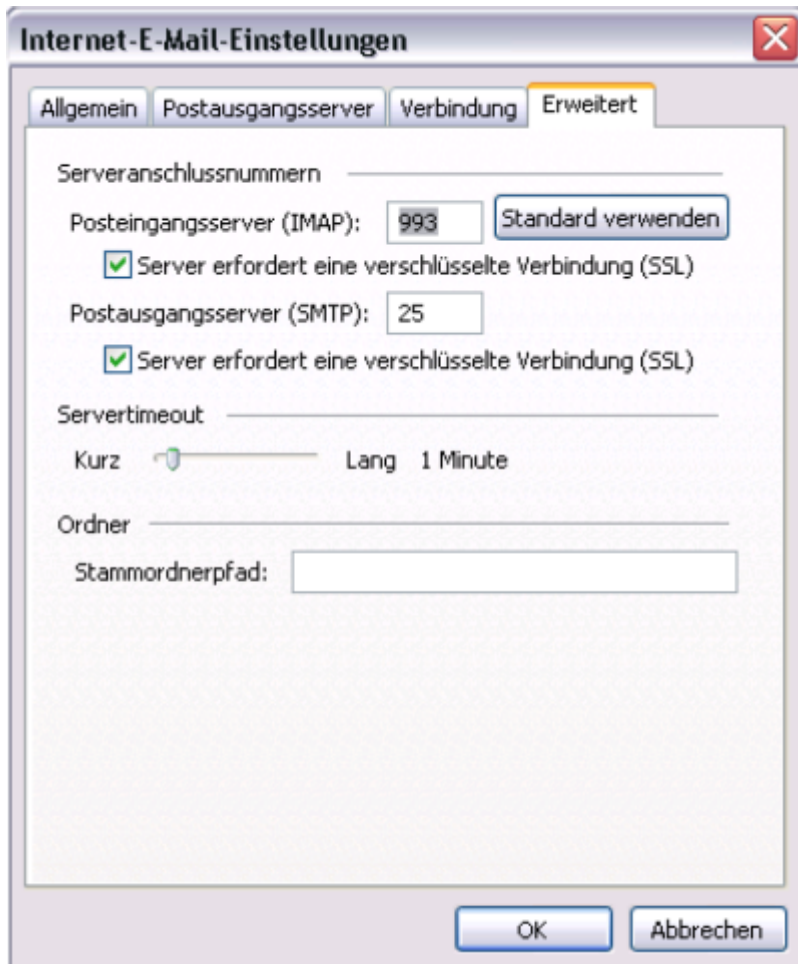 Internet-E-Mail-Einstellungen
Allgemein Postausgangsserver Verbindung Erweitert
Serveranschlussnummern
Posteingangsserver (IMAP): 993 Standard verwenden
Server erfordert eine verschlüsselte Verbindung (SSL)
Postausgangsserver (SMTP): 25
Server erfordert eine verschlüsselte Verbindung (SSL)
Servertimeout
Kurz Lang 1 Minute
Ordner
Stammordnerpfad:
OK Abbrechen